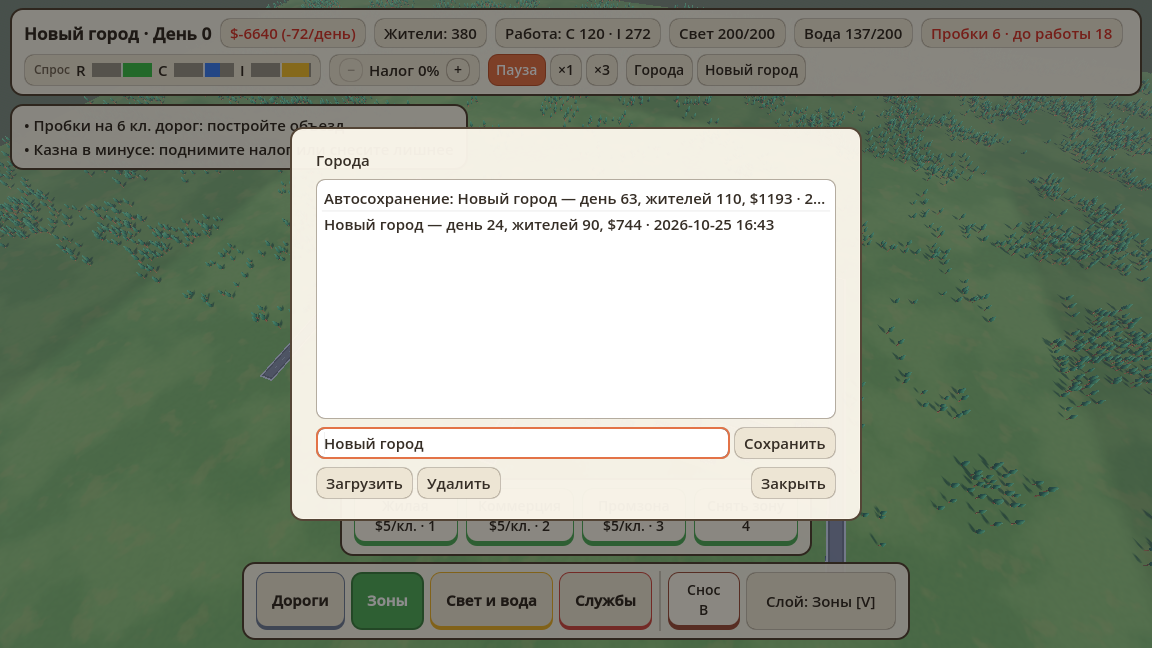 Новый город · День 0
$-6640 (-72/день)
Жители: 380
Работа: C 120 · I 272
Свет 200/200
Вода 137/200
Пробки 6 · до работы 18
Спрос R C I
− Налог 0% +
Пауза
×1
×3
Города
Новый город
• Пробки на 6 кл. дорог: постройте объезд
• Казна в минусе: поднимите налог или снесите лишнее
Города
Автосохранение: Новый город — день 63, жителей 110, $1193 · 2...
Новый город — день 24, жителей 90, $744 · 2026-10-25 16:43
Новый город
Сохранить
Загрузить
Удалить
Закрыть
$5/кл. · 1
$5/кл. · 2
$5/кл. · 3
4
Дороги
Зоны
Свет и вода
Службы
Снос
B
Слой: Зоны [V]